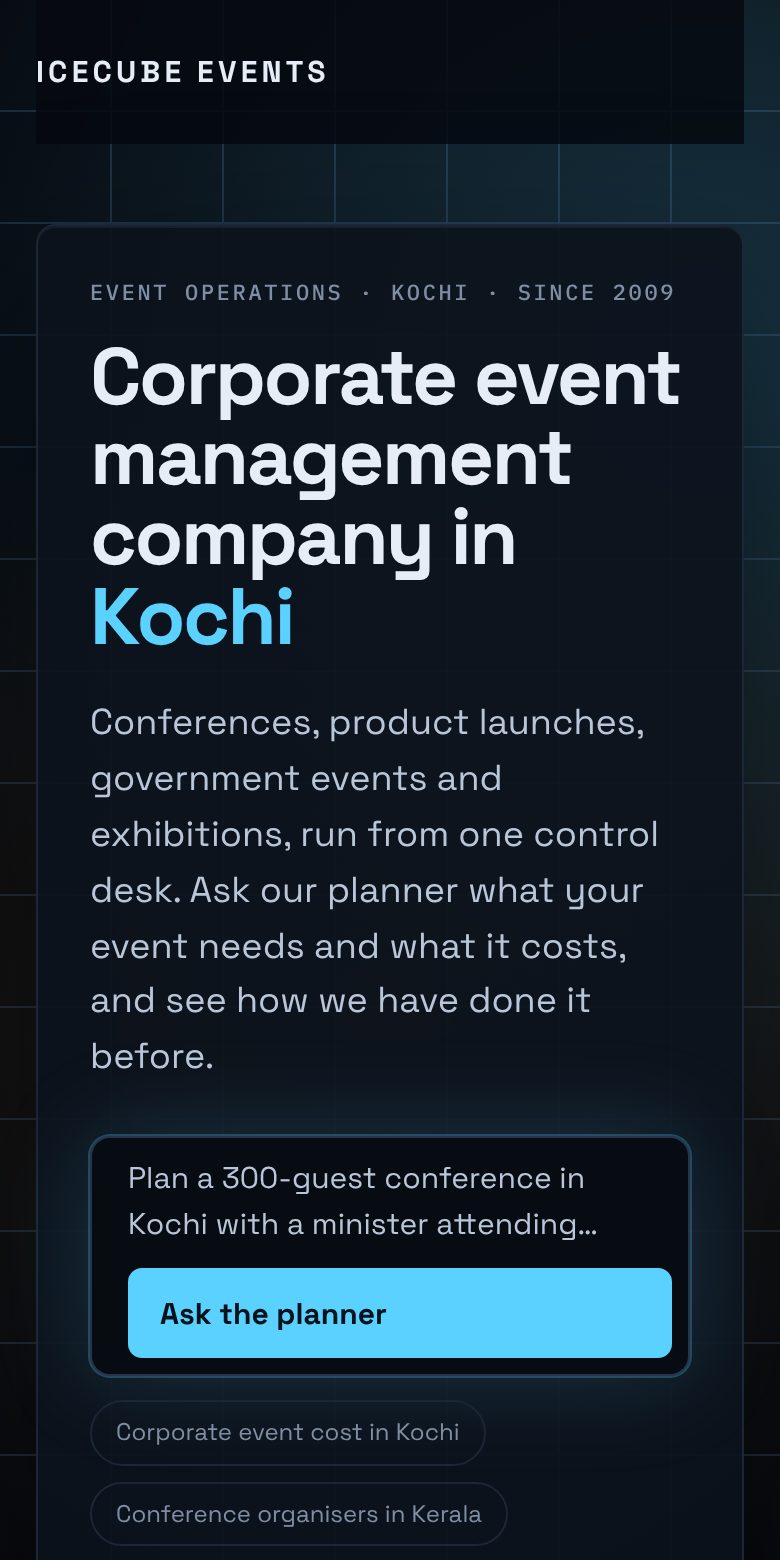 ICECUBE EVENTS
EVENT OPERATIONS · KOCHI · SINCE 2009
Corporate event
management
company in
Kochi
Conferences, product launches,
government events and
exhibitions, run from one control
desk. Ask our planner what your
event needs and what it costs,
and see how we have done it
before.
Plan a 300-guest conference in
Kochi with a minister attending…
Ask the planner
Corporate event cost in Kochi
Conference organisers in Kerala